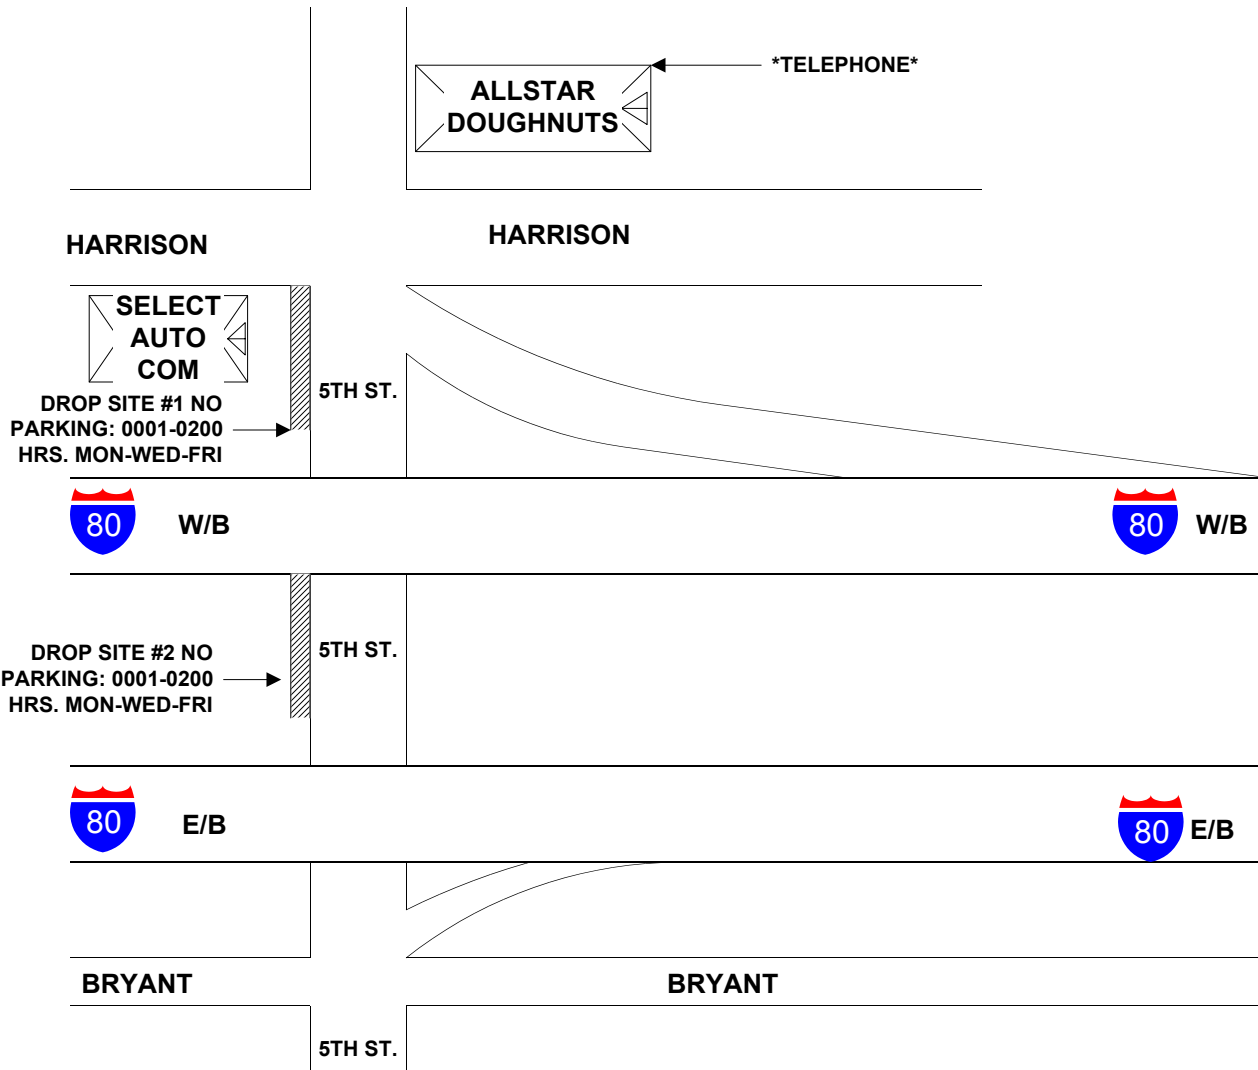 *TELEPHONE*
ALLSTAR
DOUGHNUTS
HARRISON
HARRISON
SELECT
AUTO
COM
5TH ST.
DROP SITE #1 NO
PARKING: 0001-0200
HRS. MON-WED-FRI
80
W/B
80
W/B
5TH ST.
DROP SITE #2 NO
PARKING: 0001-0200
HRS. MON-WED-FRI
80
E/B
80
E/B
BRYANT
BRYANT
5TH ST.